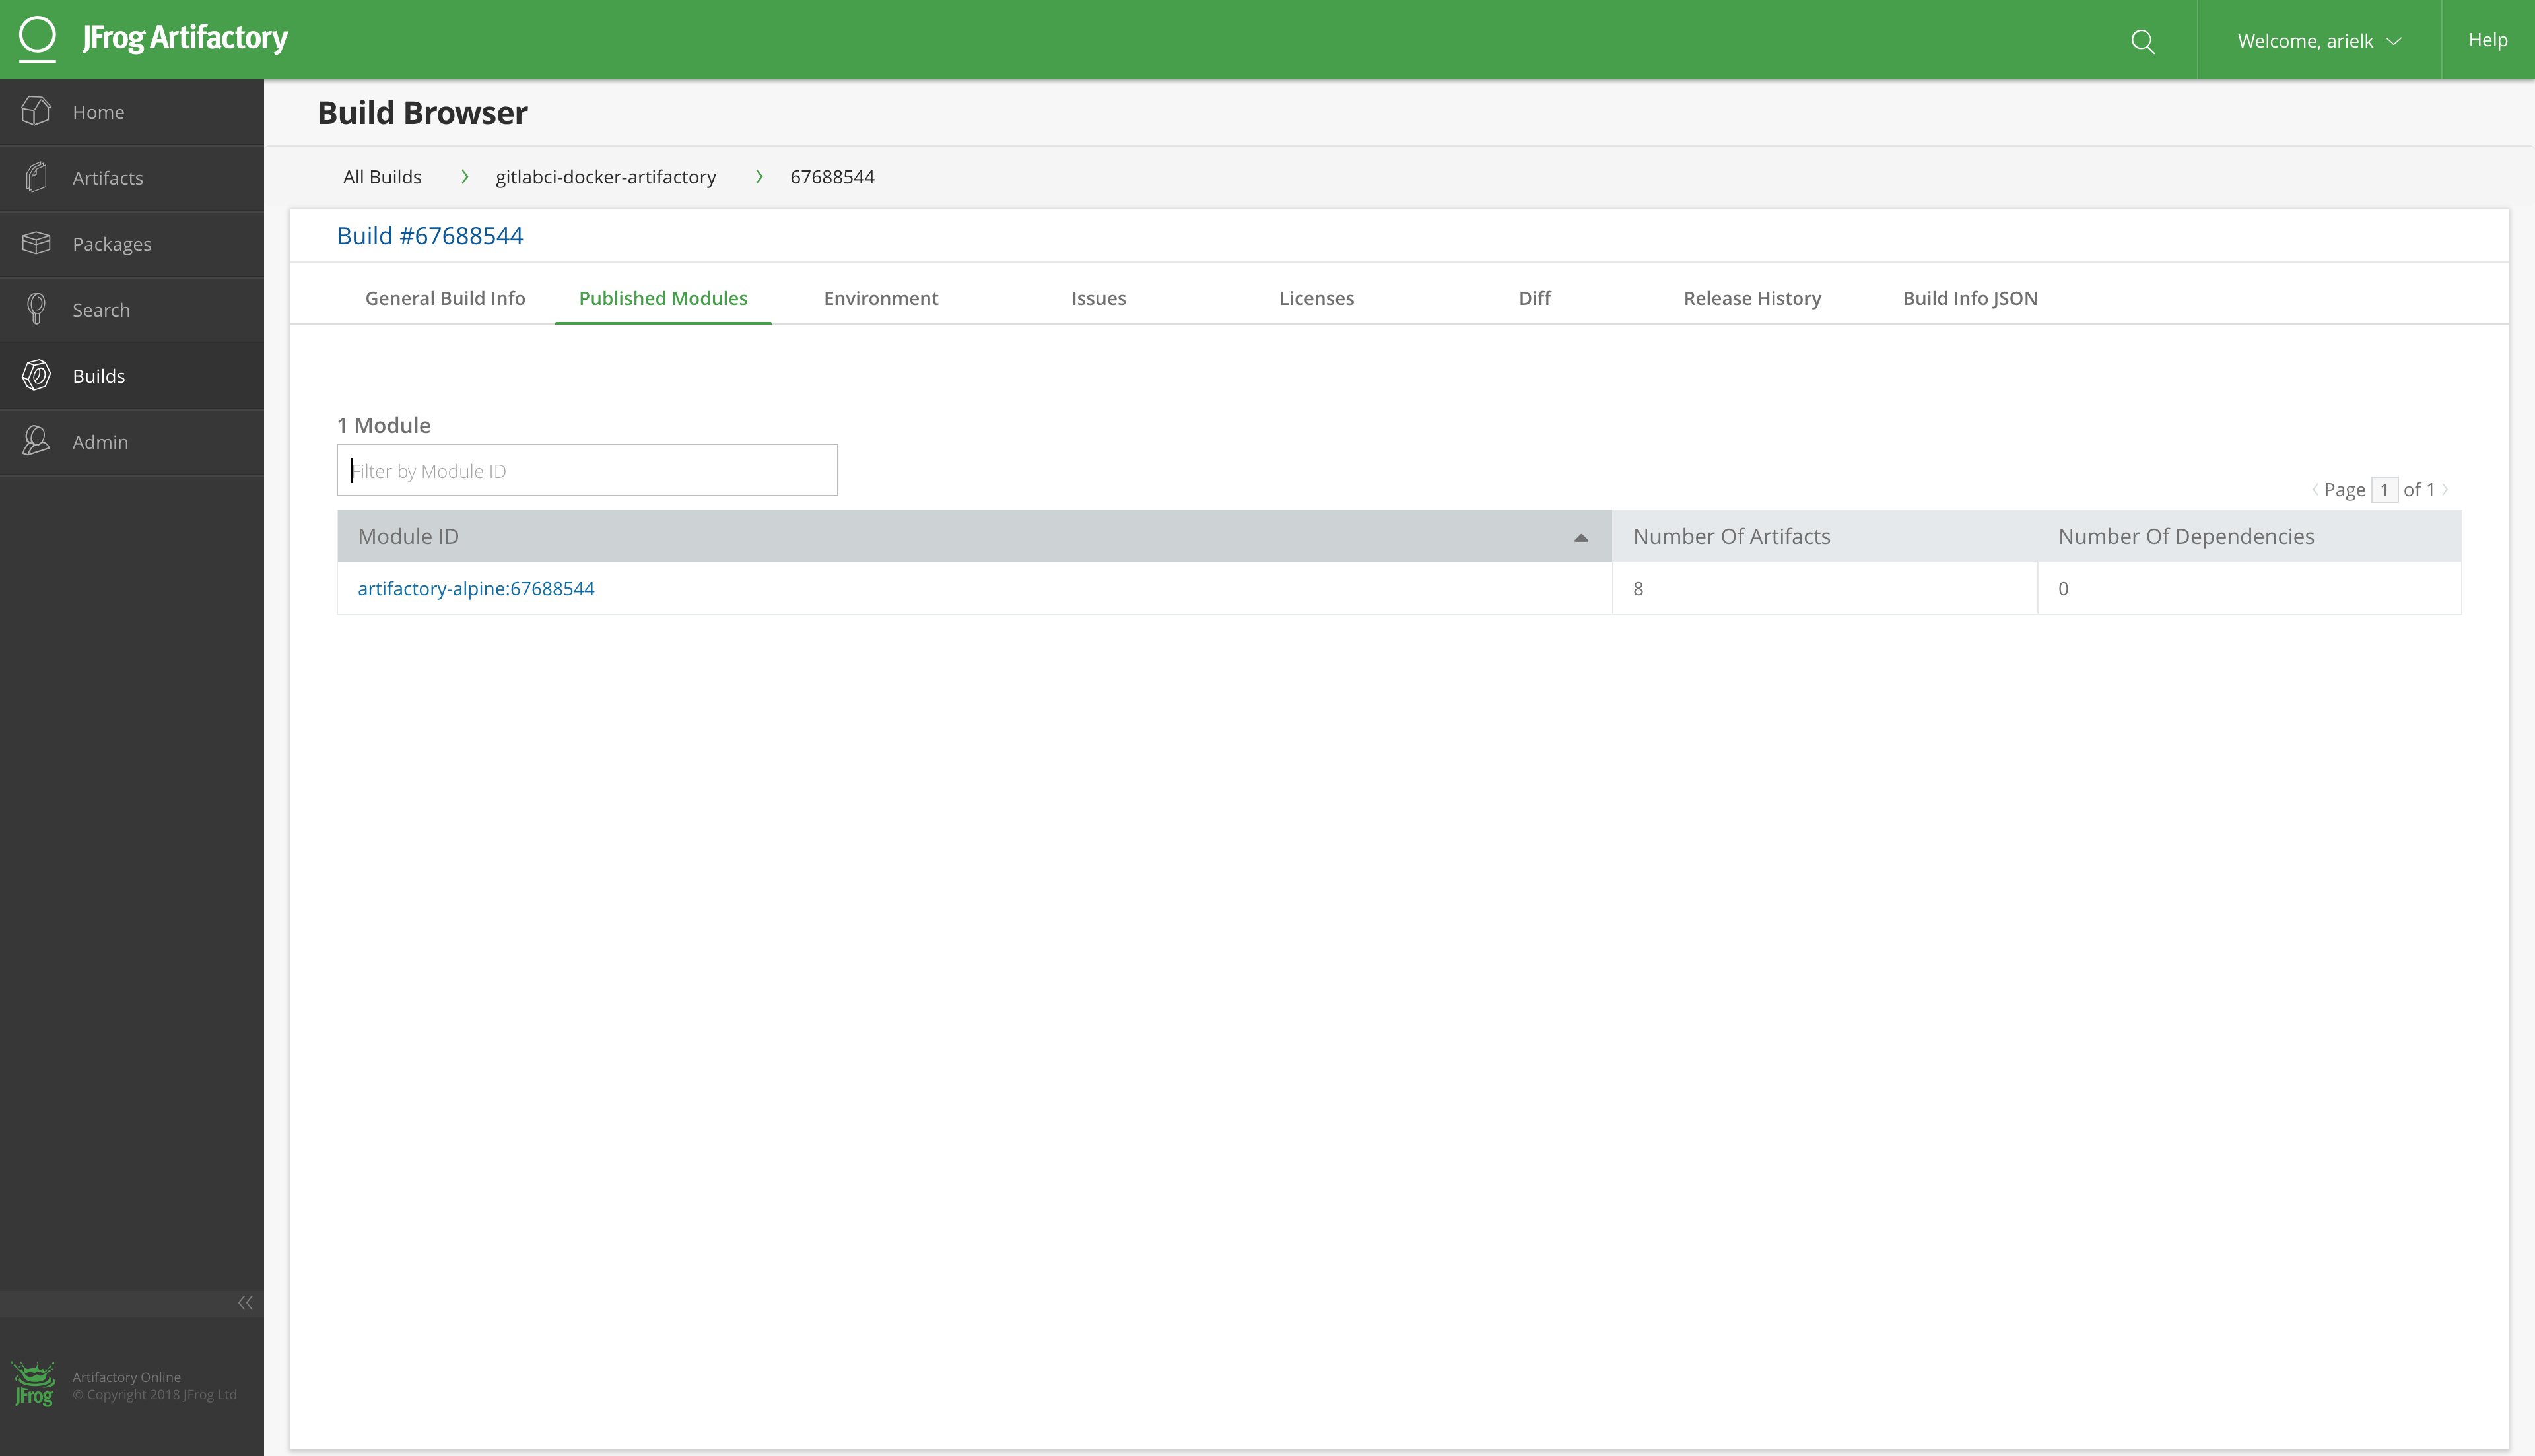 JFrog Artifactory
Welcome, arielk
Help
Home
Artifacts
Packages
Search
Builds
Admin
Build Browser
All Builds > gitlabci-docker-artifactory > 67688544
Build #67688544
General Build Info Published Modules Environment Issues Licenses Diff Release History Build Info JSON
1 Module
Filter by Module ID
Page 1 of 1
Module ID Number Of Artifacts Number Of Dependencies
artifactory-alpine:67688544 8 0
JFrog
Artifactory Online
© Copyright 2018 JFrog Ltd